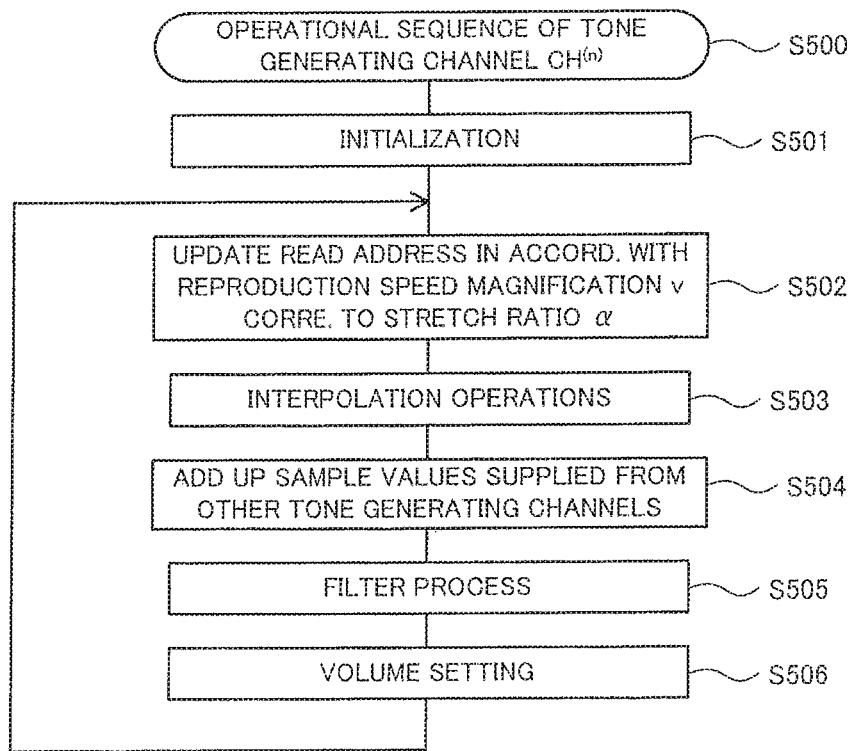 OPERATIONAL SEQUENCE OF TONE
GENERATING CHANNEL CH(n)
S500
INITIALIZATION
S501
UPDATE READ ADDRESS IN ACCORD. WITH
REPRODUCTION SPEED MAGNIFICATION v
CORRE. TO STRETCH RATIO α
S502
INTERPOLATION OPERATIONS
S503
ADD UP SAMPLE VALUES SUPPLIED FROM
OTHER TONE GENERATING CHANNELS
S504
FILTER PROCESS
S505
VOLUME SETTING
S506